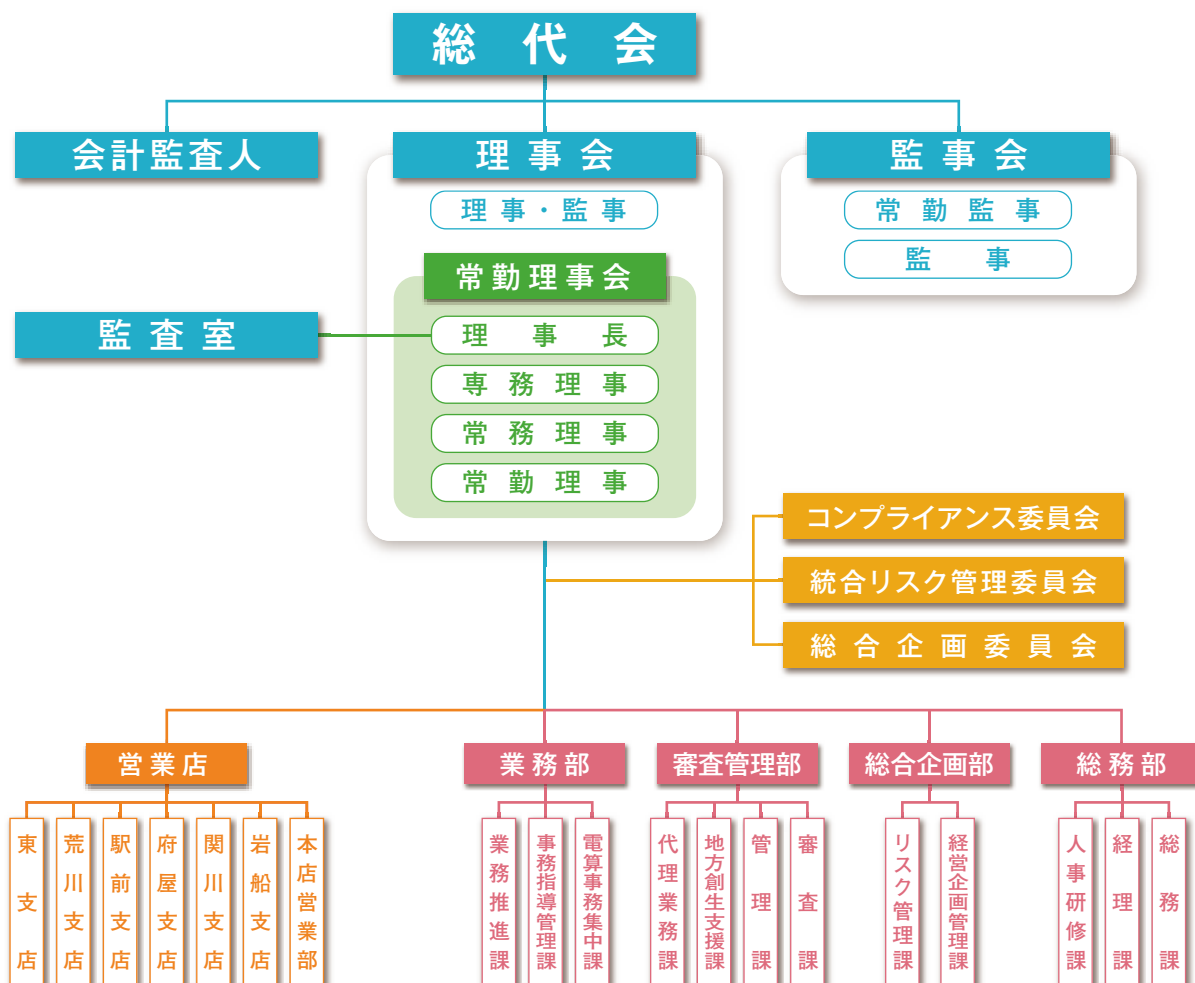 総代会
会計監査人
理事会
監事会
理事・監事
常勤監事
監事
常勤理事会
監査室
理事長
専務理事
常務理事
常勤理事
コンプライアンス委員会
統合リスク管理委員会
総合企画委員会
営業店
業務部
審査管理部
総合企画部
総務部
東支店
荒川支店
駅前支店
府屋支店
関川支店
岩船支店
本店営業部
業務推進課
事務指導管理課
電算事務集中課
代理業務課
地方創生支援課
管理課
審査課
リスク管理課
経営企画管理課
人事研修課
経理課
総務課